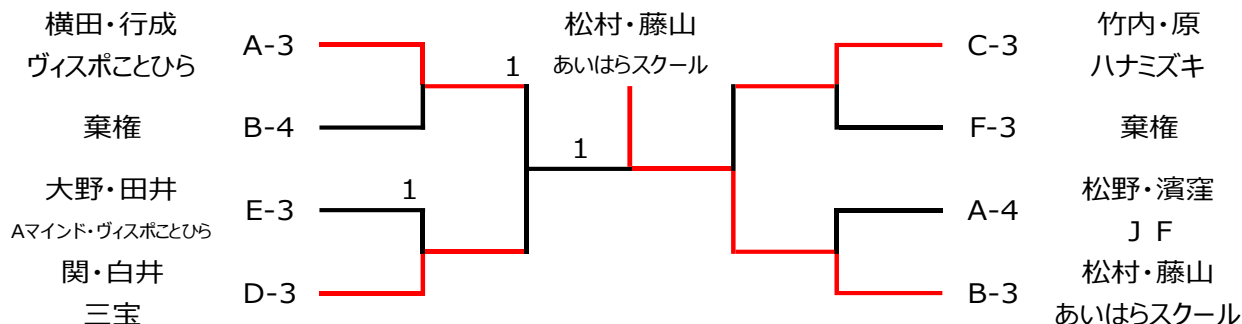 横田・行成
ヴィスポことひら
A-3
棄権
B-4
大野・田井
Aマインド・ヴィスポことひら
E-3
関・白井
三宝
D-3
1
1
1
松村・藤山
あいはらスクール
C-3
竹内・原
ハナミズキ
F-3
棄権
A-4
松野・濱窪
J F
B-3
松村・藤山
あいはらスクール